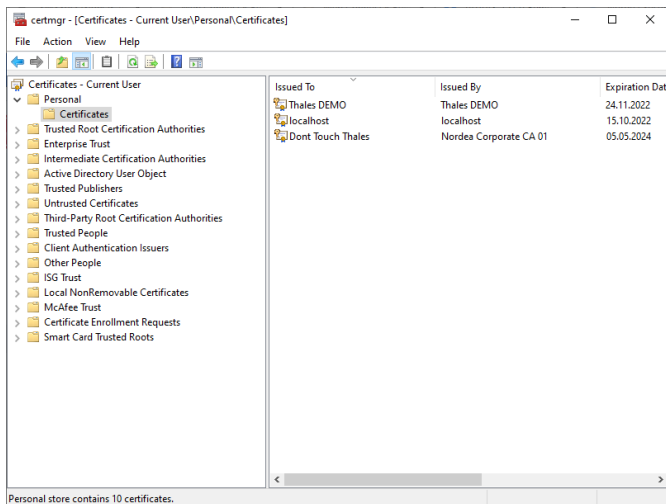 certmgr - [Certificates - Current User\Personal\Certificates]
File Action View Help
Certificates - Current User
Personal
Certificates
Trusted Root Certification Authorities
Enterprise Trust
Intermediate Certification Authorities
Active Directory User Object
Trusted Publishers
Untrusted Certificates
Third-Party Root Certification Authorities
Trusted People
Client Authentication Issuers
Other People
ISG Trust
Local NonRemovable Certificates
McAfee Trust
Certificate Enrollment Requests
Smart Card Trusted Roots
Issued To Issued By Expiration Dat
Thales DEMO Thales DEMO 24.11.2022
localhost localhost 15.10.2022
Dont Touch Thales Nordea Corporate CA 01 05.05.2024
Personal store contains 10 certificates.